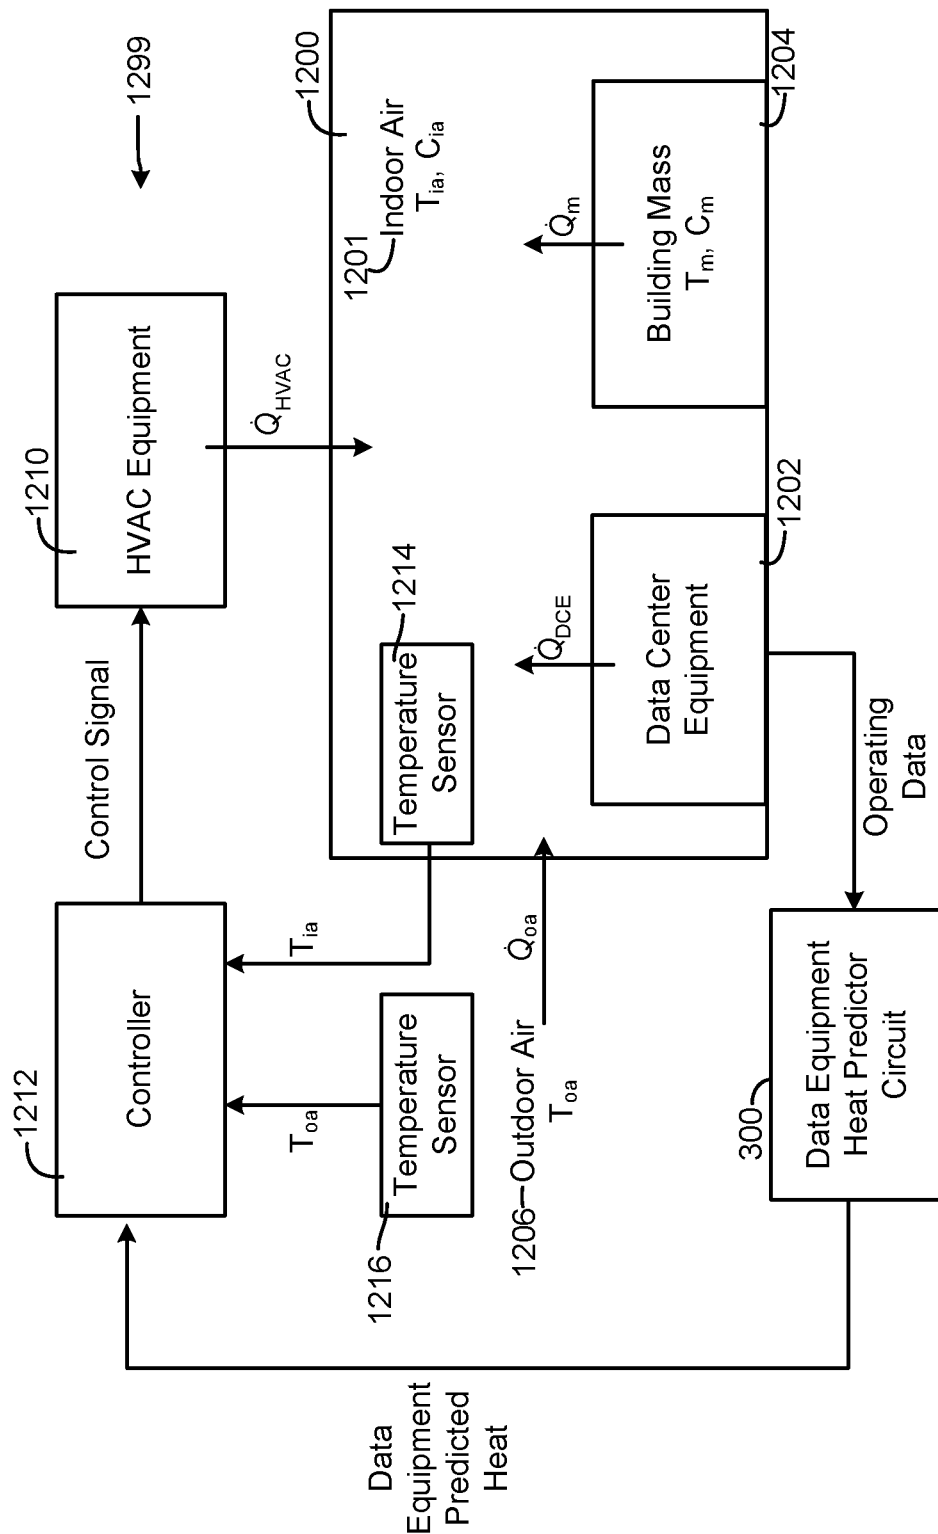 1299
1212
Controller
Control Signal
1210
HVAC Equipment
Q̇HVAC
Tia
Toa
1216
Temperature
Sensor
Temperature
Sensor
1214
1200
1201
Indoor Air
Tia, Cia
1206
Outdoor Air
Toa
Q̇oa
Q̇DCE
Data Center
Equipment
1202
Q̇m
Building Mass
Tm, Cm
1204
Data
Equipment
Predicted
Heat
300
Data Equipment
Heat Predictor
Circuit
Operating
Data